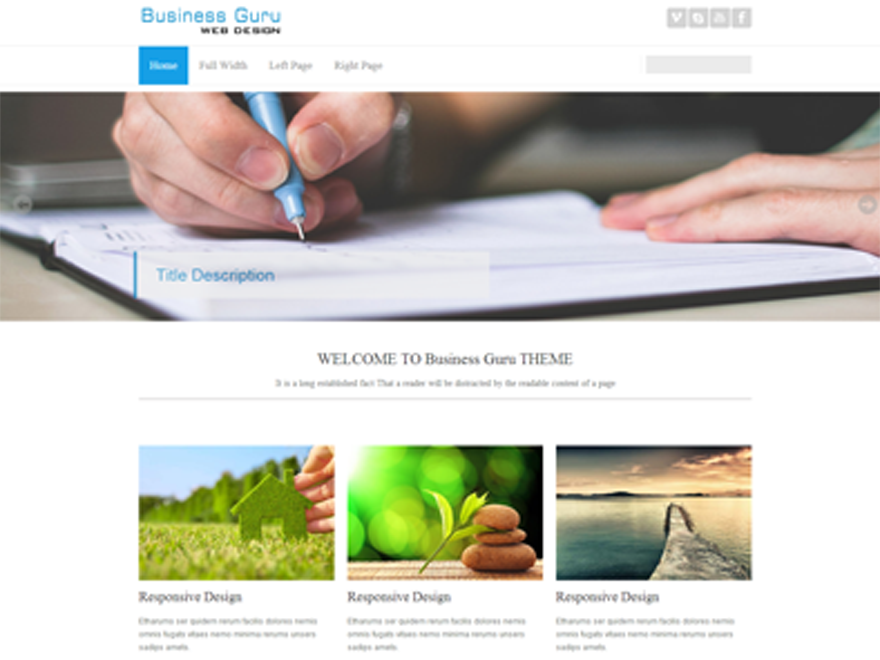 Business Guru
WEB DESIGN
Home Full Width Left Page Right Page
Title Description
WELCOME TO Business Guru THEME
It is a long established fact That a reader will be distracted by the readable content of a page
Responsive Design Responsive Design Responsive Design
Etharums ser quidem rerum facilis dolores nemis Etharums ser quidem rerum facilis dolores nemis Etharums ser quidem rerum facilis dolores nemis
omnis fugats vitaes nemo minima rerums unsers omnis fugats vitaes nemo minima rerums unsers omnis fugats vitaes nemo minima rerums unsers
sadips amets. sadips amets. sadips amets.